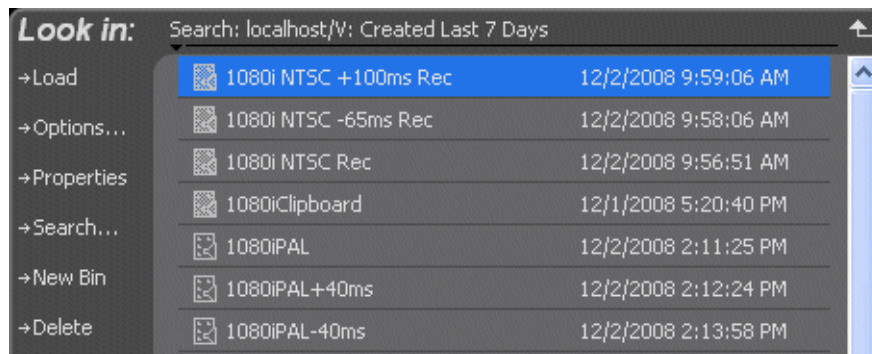 Look in: Search: localhost/V: Created Last 7 Days
→Load
→Options...
→Properties
→Search...
→New Bin
→Delete
1080i NTSC +100ms Rec 12/2/2008 9:59:06 AM
1080i NTSC -65ms Rec 12/2/2008 9:58:06 AM
1080i NTSC Rec 12/2/2008 9:56:51 AM
1080iClipboard 12/1/2008 5:20:40 PM
1080iPAL 12/2/2008 2:11:25 PM
1080iPAL+40ms 12/2/2008 2:12:24 PM
1080iPAL-40ms 12/2/2008 2:13:58 PM